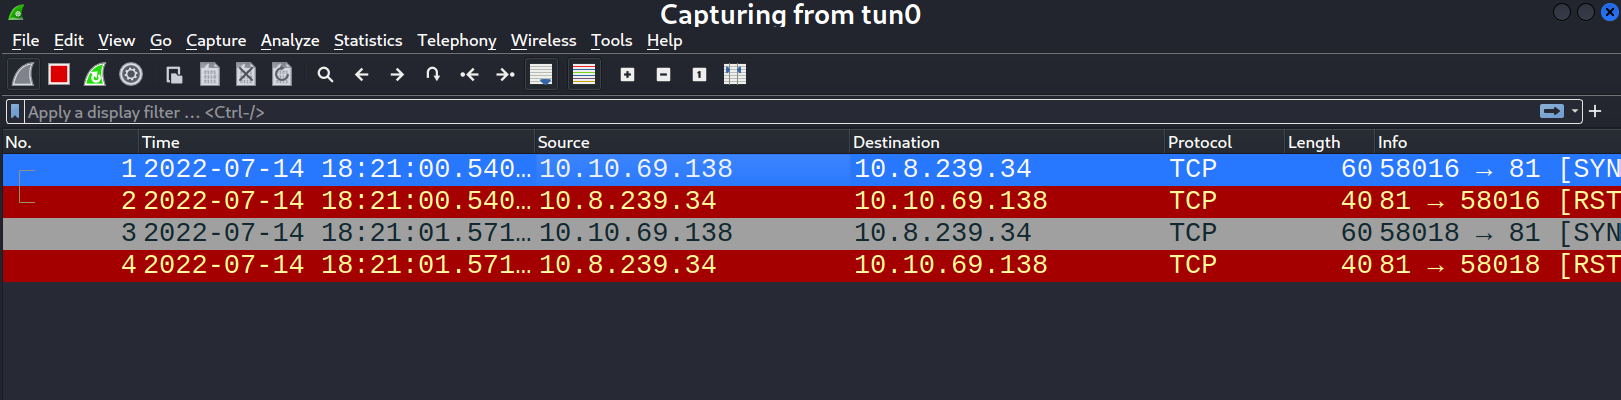 Capturing from tun0
File Edit View Go Capture Analyze Statistics Telephony Wireless Tools Help
Apply a display filter … <Ctrl-/>
No. Time Source Destination Protocol Length Info
1 2022-07-14 18:21:00.540… 10.10.69.138 10.8.239.34 TCP 60 58016 → 81 [SYN
2 2022-07-14 18:21:00.540… 10.8.239.34 10.10.69.138 TCP 40 81 → 58016 [RST
3 2022-07-14 18:21:01.571… 10.10.69.138 10.8.239.34 TCP 60 58018 → 81 [SYN
4 2022-07-14 18:21:01.571… 10.8.239.34 10.10.69.138 TCP 40 81 → 58018 [RST